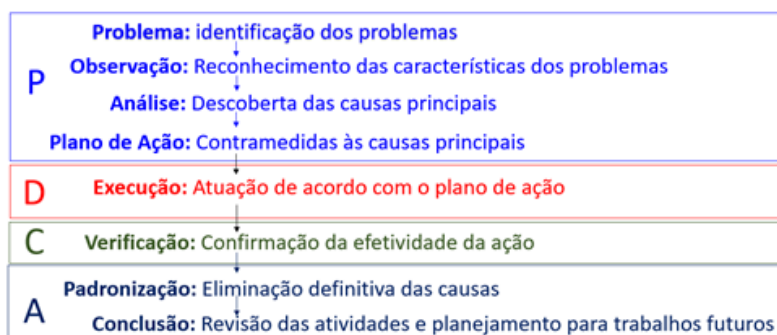 P
Problema: identificação dos problemas
Observação: Reconhecimento das características dos problemas
Análise: Descoberta das causas principais
Plano de Ação: Contramedidas às causas principais
D
Execução: Atuação de acordo com o plano de ação
C
Verificação: Confirmação da efetividade da ação
A
Padronização: Eliminação definitiva das causas
Conclusão: Revisão das atividades e planejamento para trabalhos futuros